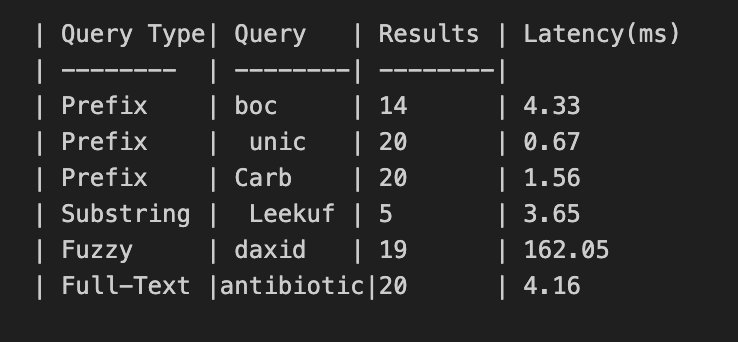 | Query Type| Query   | Results | Latency(ms)
| --------  | --------| --------|
| Prefix    | boc     | 14      | 4.33
| Prefix    |  unic   | 20      | 0.67
| Prefix    | Carb    | 20      | 1.56
| Substring |  Leekuf | 5       | 3.65
| Fuzzy     | daxid   | 19      | 162.05
| Full-Text |antibiotic|20      | 4.16